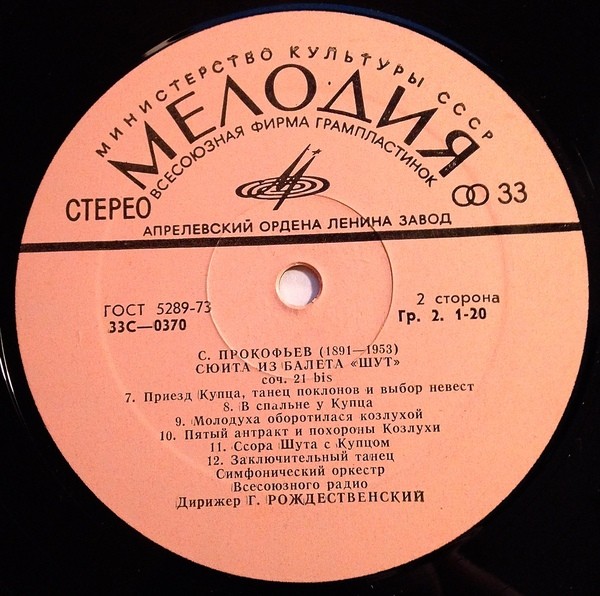 МИНИСТЕРСТВО КУЛЬТУРЫ СССР
МЕЛОДИЯ
ВСЕСОЮЗНАЯ ФИРМА ГРАМПЛАСТИНОК
СТЕРЕО
33
АПРЕЛЕВСКИЙ ОРДЕНА ЛЕНИНА ЗАВОД
ГОСТ 5289-73
33С—0370
2 сторона
Гр. 2. 1-20
С. ПРОКОФЬЕВ (1891—1953)
СЮИТА ИЗ БАЛЕТА «ШУТ»
соч. 21 bis
7. Приезд Купца, танец поклонов и выбор невест
8. В спальне у Купца
9. Молодуха оборотилася козлухой
10. Пятый антракт и похороны Козлухи
11. Ссора Шута с Купцом
12. Заключительный танец
Симфонический оркестр
Всесоюзного радио
Дирижер Г. РОЖДЕСТВЕНСКИЙ